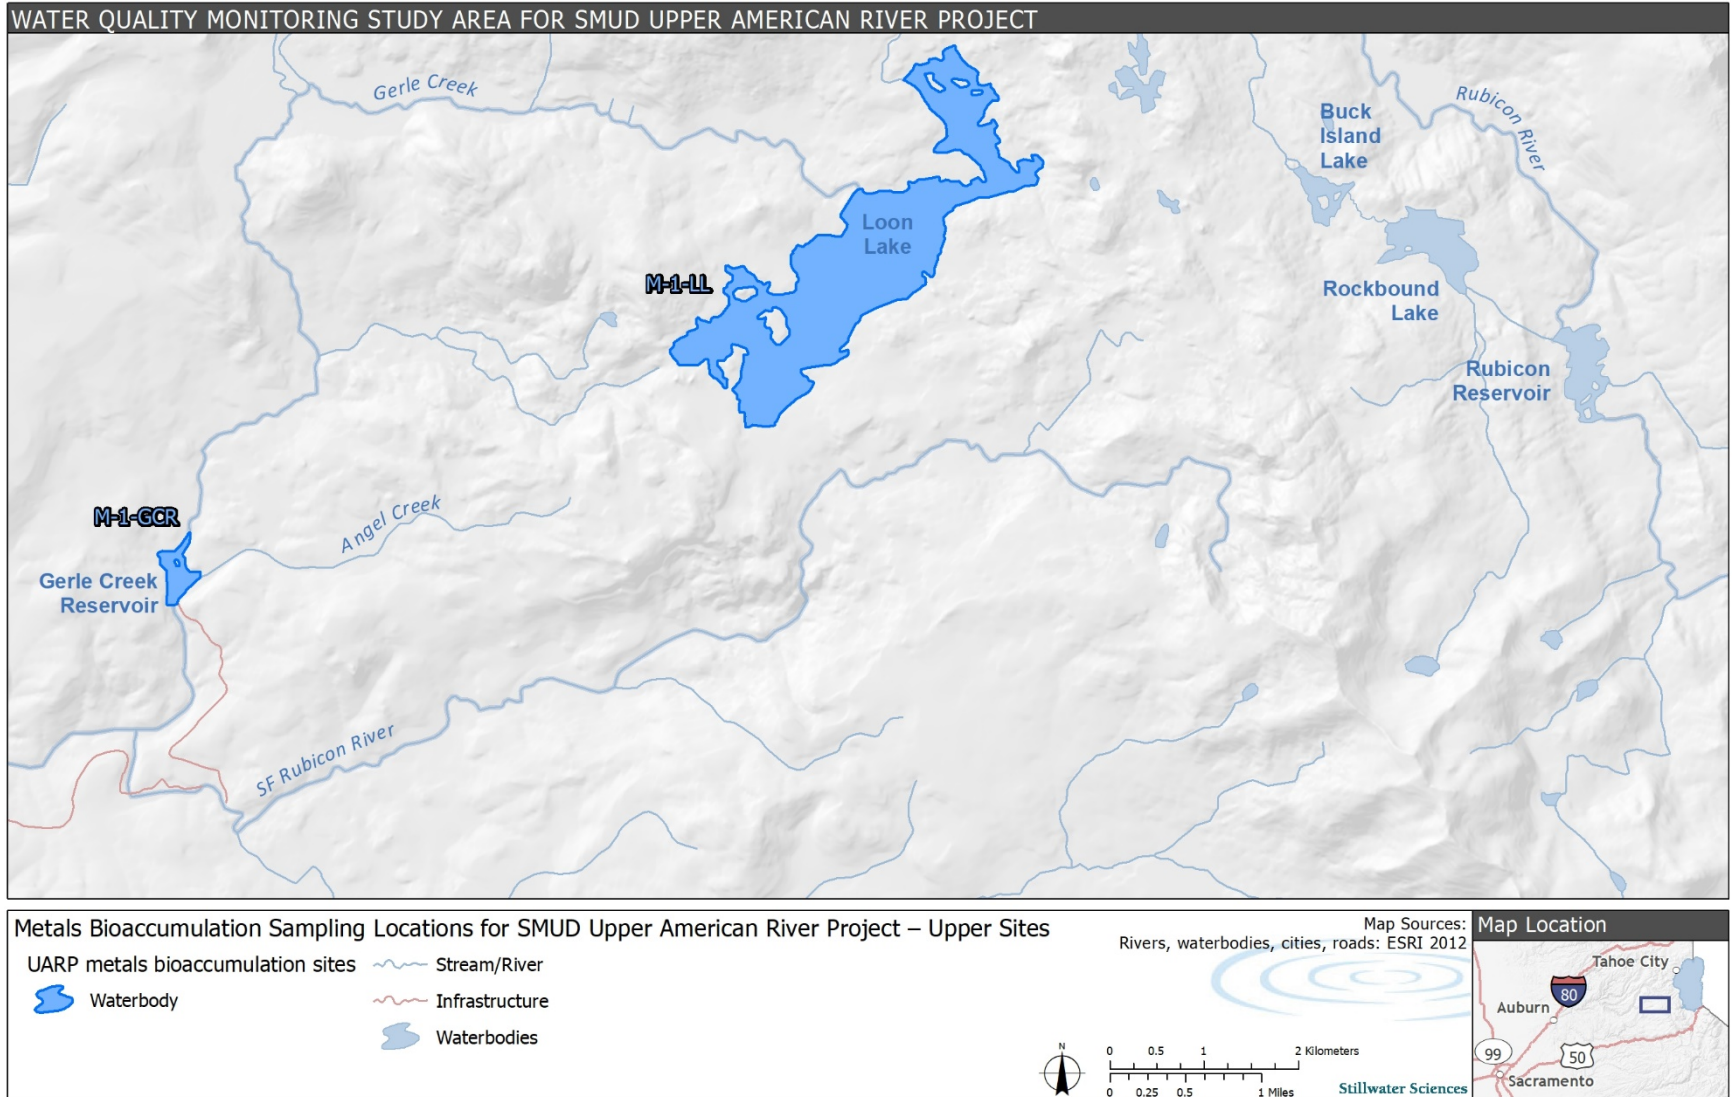 WATER QUALITY MONITORING STUDY AREA FOR SMUD UPPER AMERICAN RIVER PROJECT
Gerle Creek
Rubicon River
Buck
Island
Lake
Loon
Lake
M-1-LL
Rockbound
Lake
Rubicon
Reservoir
M-1-GCR
Angel Creek
Gerle Creek
Reservoir
SF Rubicon River
Metals Bioaccumulation Sampling Locations for SMUD Upper American River Project – Upper Sites
UARP metals bioaccumulation sites
Waterbody
Stream/River
Infrastructure
Waterbodies
Map Sources:
Rivers, waterbodies, cities, roads: ESRI 2012
N
0 0.5 1 2 Kilometers
0 0.25 0.5 1 Miles
Stillwater Sciences
Map Location
Tahoe City
80
Auburn
99
50
Sacramento